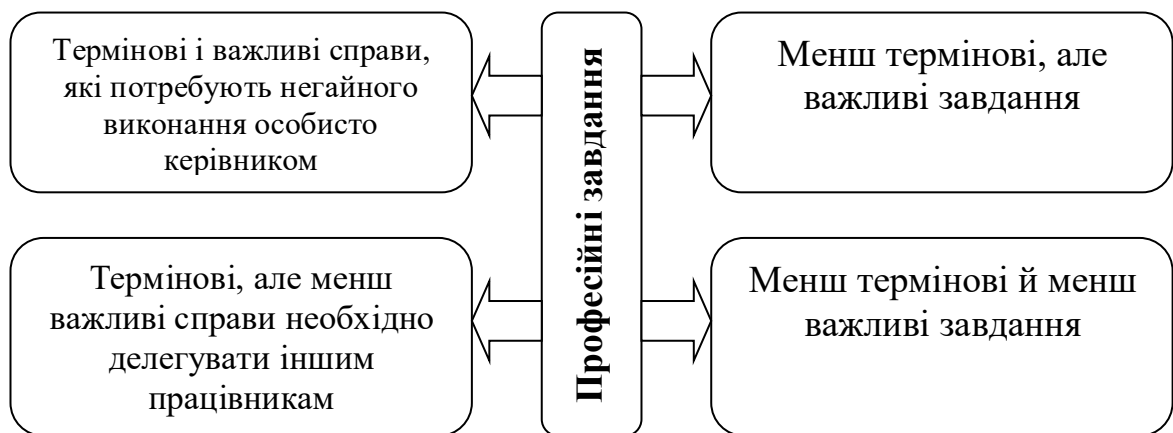 Термінові і важливі справи,
які потребують негайного
виконання особисто
керівником
Професійні завдання
Менш термінові, але
важливі завдання
Термінові, але менш
важливі справи необхідно
делегувати іншим
працівникам
Менш термінові й менш
важливі завдання